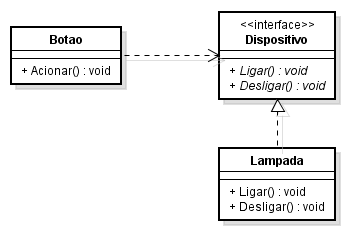 Botao
+ Acionar() : void
<<interface>>
Dispositivo
+ Ligar() : void
+ Desligar() : void
Lampada
+ Ligar() : void
+ Desligar() : void